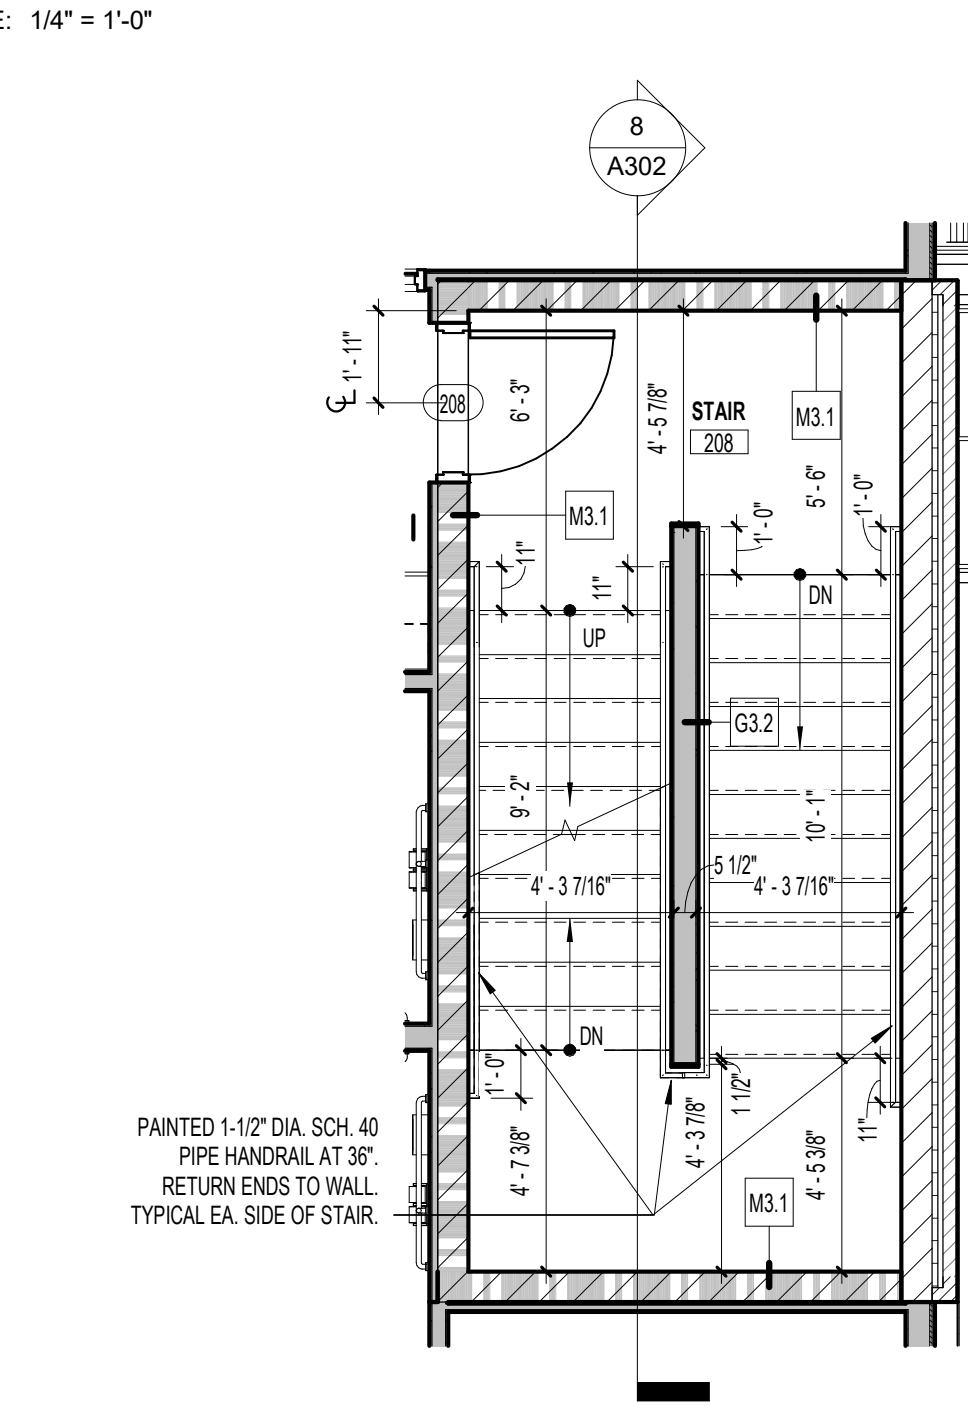 E: 1/4" = 1'-0"
8
A302
1' - 11"
208
6' - 3"
4' - 5 7/8"
STAIR
208
M3.1
5' - 6"
1' - 0"
1' - 0"
M3.1
11"
11"
UP
DN
G3.2
9' - 2"
10' - 1"
5 1/2"
4' - 3 7/16"
4' - 3 7/16"
DN
1' - 0"
1 1/2"
11"
4' - 7 3/8"
4' - 3 7/8"
4' - 5 3/8"
M3.1
PAINTED 1-1/2" DIA. SCH. 40
PIPE HANDRAIL AT 36".
RETURN ENDS TO WALL.
TYPICAL EA. SIDE OF STAIR.